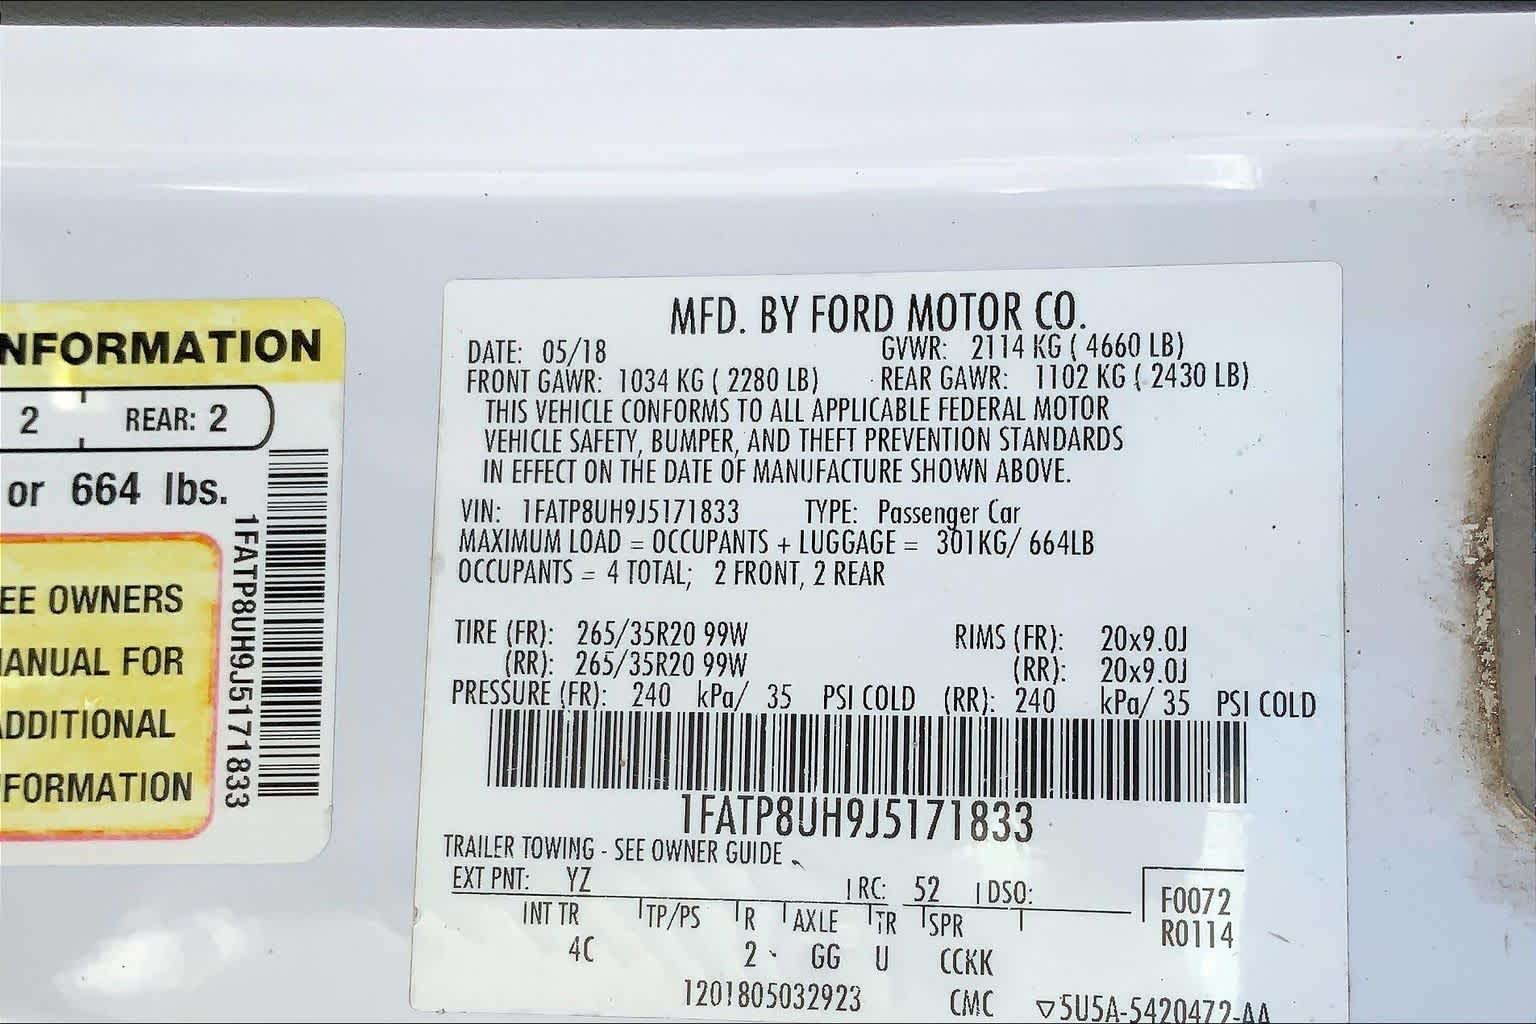 NFORMATION
2 REAR: 2
or 664 lbs.
EE OWNERS
ANUAL FOR
ADDITIONAL
FORMATION
1FATP8UH9J5171833
MFD. BY FORD MOTOR CO.
DATE: 05/18 GVWR: 2114 KG ( 4660 LB)
FRONT GAWR: 1034 KG ( 2280 LB) REAR GAWR: 1102 KG ( 2430 LB)
THIS VEHICLE CONFORMS TO ALL APPLICABLE FEDERAL MOTOR
VEHICLE SAFETY, BUMPER, AND THEFT PREVENTION STANDARDS
IN EFFECT ON THE DATE OF MANUFACTURE SHOWN ABOVE.
VIN: 1FATP8UH9J5171833 TYPE: Passenger Car
MAXIMUM LOAD = OCCUPANTS + LUGGAGE = 301KG/ 664LB
OCCUPANTS = 4 TOTAL; 2 FRONT, 2 REAR
TIRE (FR): 265/35R20 99W RIMS (FR): 20x9.0J
(RR): 265/35R20 99W (RR): 20x9.0J
PRESSURE (FR): 240 kPa/ 35 PSI COLD (RR): 240 kPa/ 35 PSI COLD
1FATP8UH9J5171833
TRAILER TOWING - SEE OWNER GUIDE
EXT PNT: YZ RC: 52 DSO: F0072
INT TR TP/PS R AXLE TR SPR R0114
4C 2 GG U CCKK
1201805032923 CMC ▽5U5A-5420472-AA